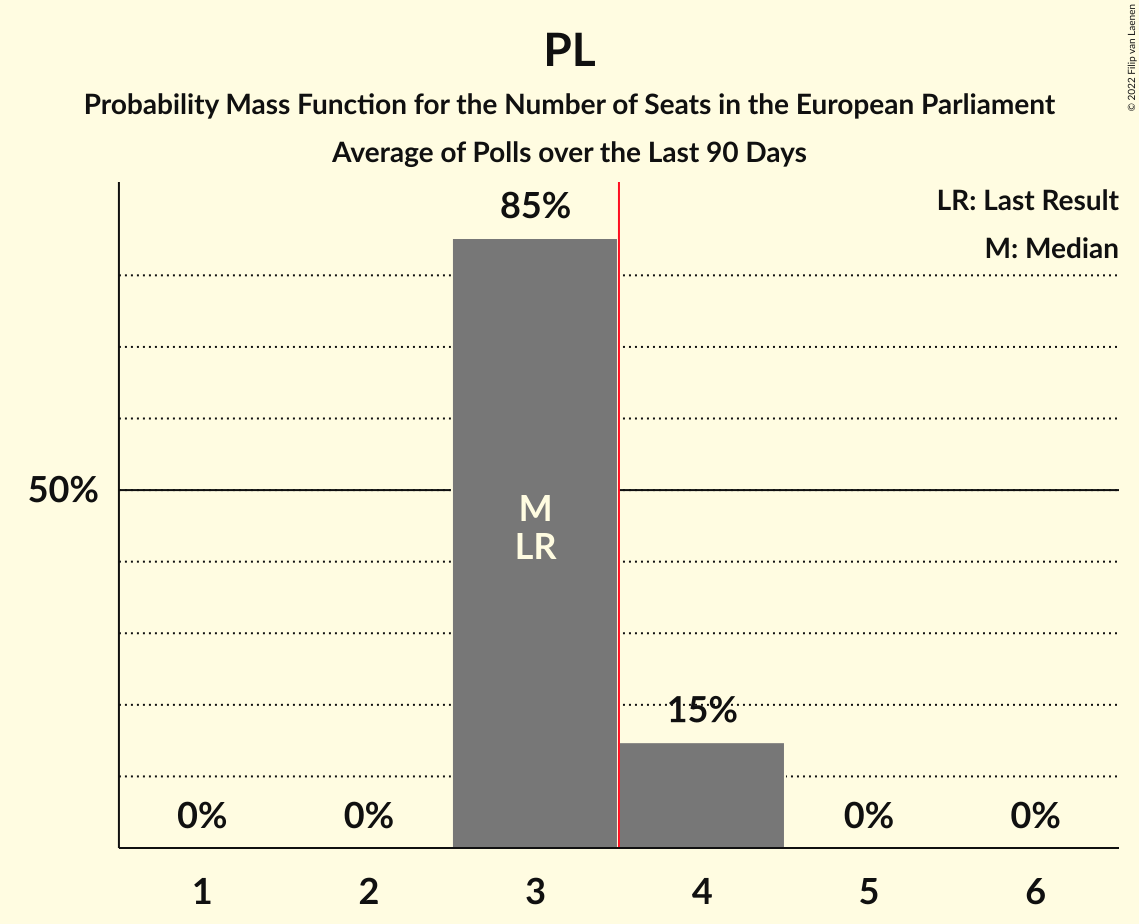 PL
Probability Mass Function for the Number of Seats in the European Parliament
Average of Polls over the Last 90 Days
© 2022 Filip van Laenen
LR: Last Result
M: Median
85%
50%
M
LR
15%
0%
0%
0%
0%
1
2
3
4
5
6